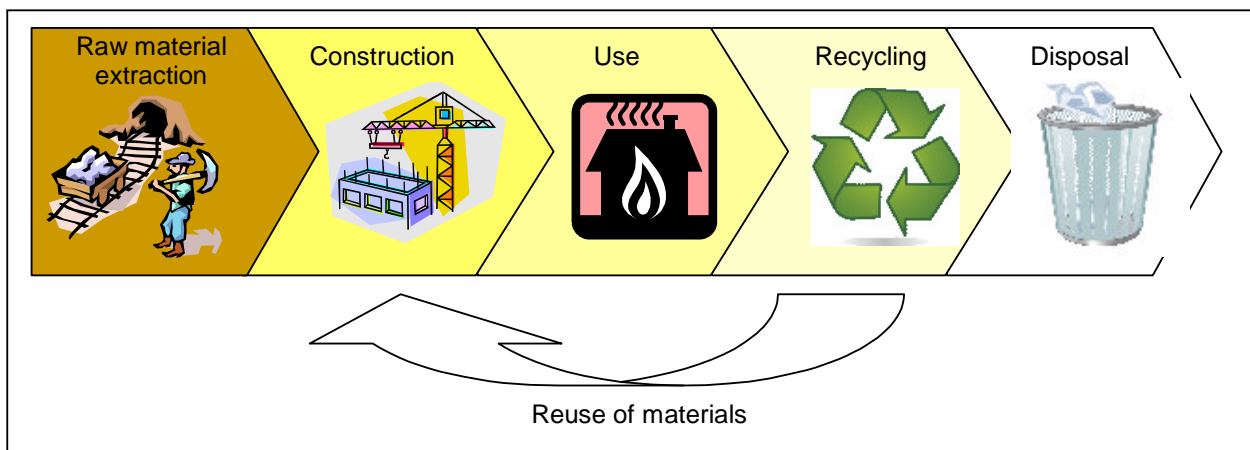 Raw material
extraction
Construction
Use
Recycling
Disposal
Reuse of materials